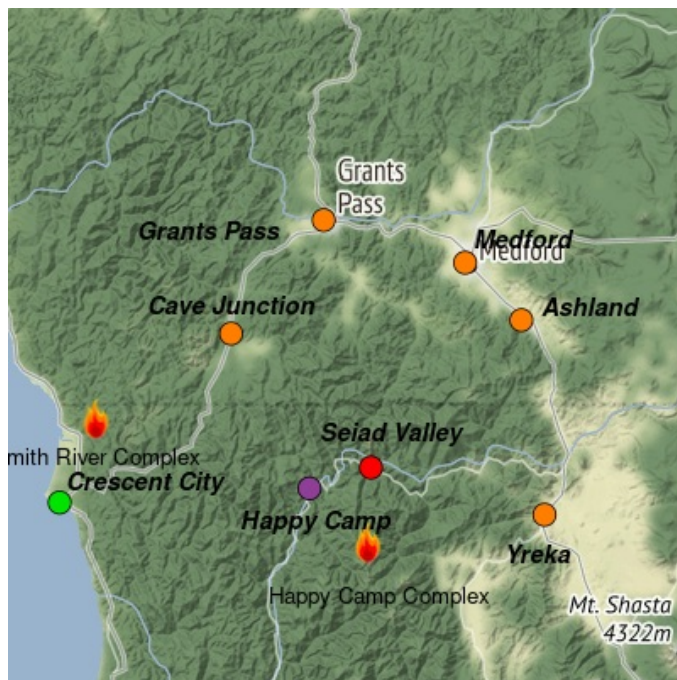 Grants
Pass
Grants Pass
Medford
Medford
Cave Junction
Ashland
Seiad Valley
mith River Complex
Crescent City
Happy Camp
Yreka
Happy Camp Complex
Mt. Shasta
4322m